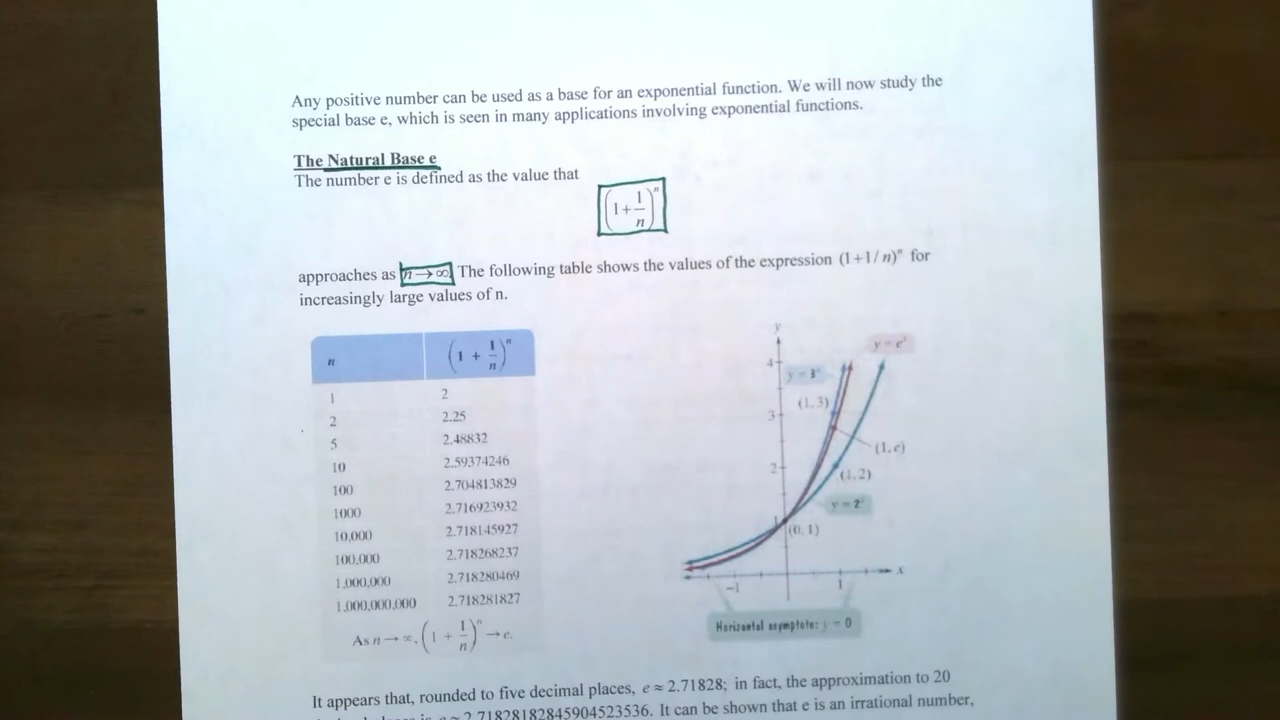 Any positive number can be used as a base for an exponential function. We will now study the
special base e, which is seen in many applications involving exponential functions.
The Natural Base e
The number e is defined as the value that
(1+1/n)ⁿ
approaches as n→∞ The following table shows the values of the expression (1+1/n)ⁿ for
increasingly large values of n.
n (1 + 1/n)ⁿ
1 2
2 2.25
5 2.48832
10 2.59374246
100 2.704813829
1000 2.716923932
10,000 2.718145927
100,000 2.718268237
1,000,000 2.718280469
1,000,000,000 2.718281827
As n→∞, (1 + 1/n)ⁿ → e.
y
y = eˣ
4
y = 3ˣ
(1, 3)
3
(1, e)
2
(1, 2)
y = 2ˣ
1
(0, 1)
x
−1
1
Horizontal asymptote: y = 0
It appears that, rounded to five decimal places, e ≈ 2.71828; in fact, the approximation to 20
is e ≈ 2.71828182845904523536. It can be shown that e is an irrational number,